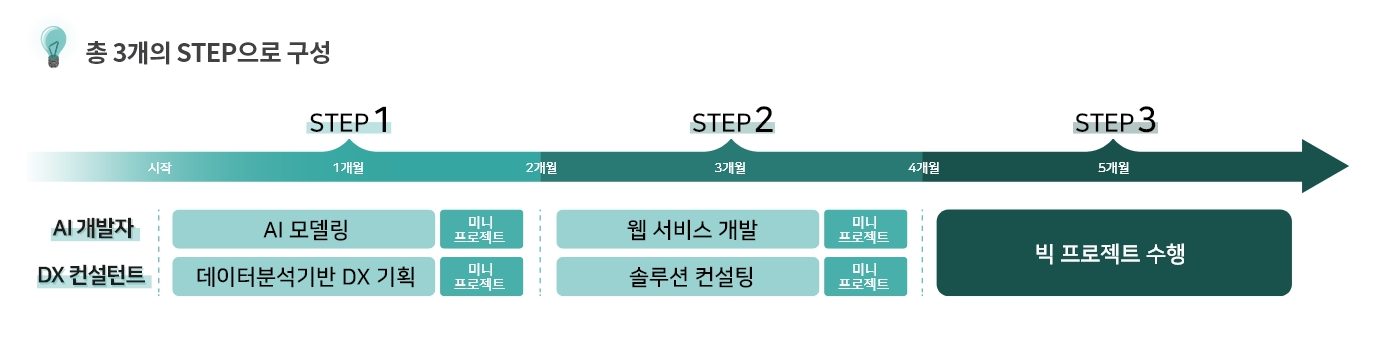 총 3개의 STEP으로 구성
STEP 1
STEP 2
STEP 3
시작
1개월
2개월
3개월
4개월
5개월
AI 개발자
AI 모델링
미니
프로젝트
웹 서비스 개발
미니
프로젝트
DX 컨설턴트
데이터분석기반 DX 기획
미니
프로젝트
솔루션 컨설팅
미니
프로젝트
빅 프로젝트 수행